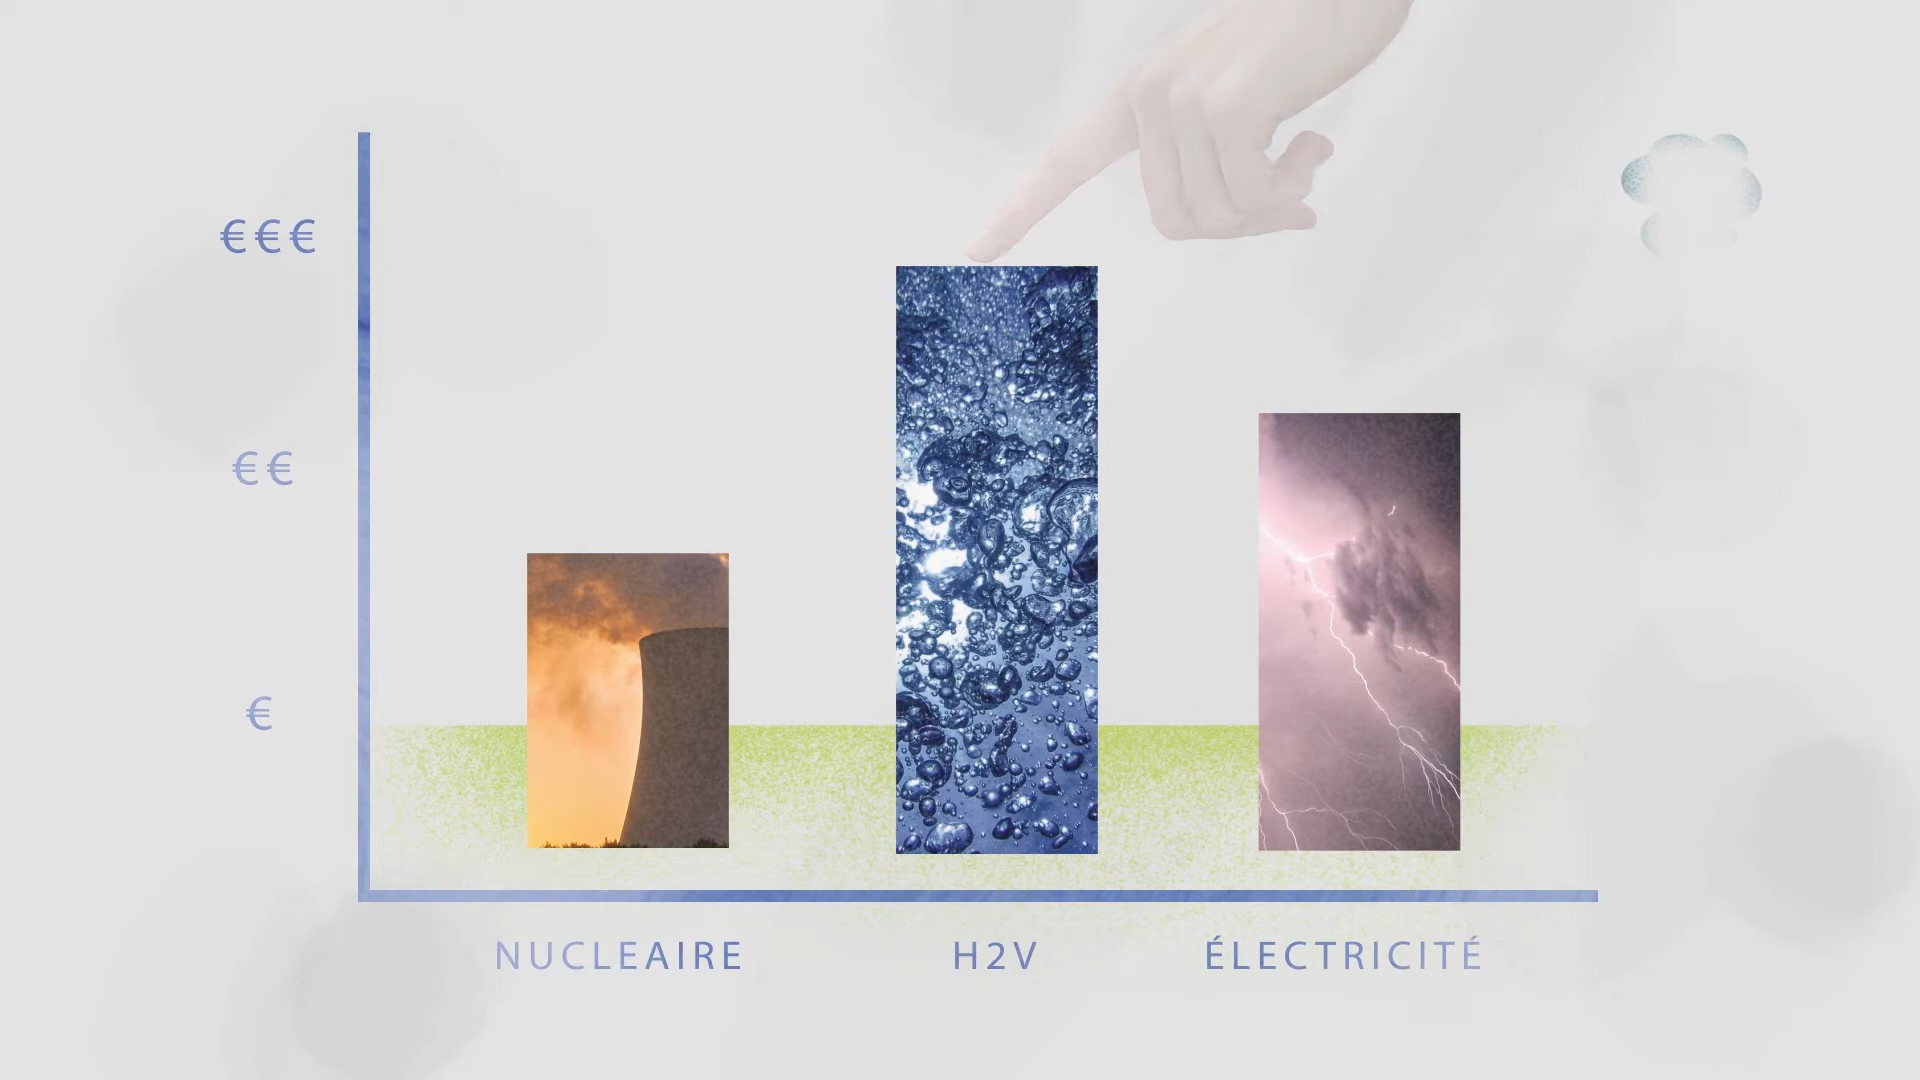 €€€
€€
€
NUCLEAIRE
H2V
ÉLECTRICITÉ